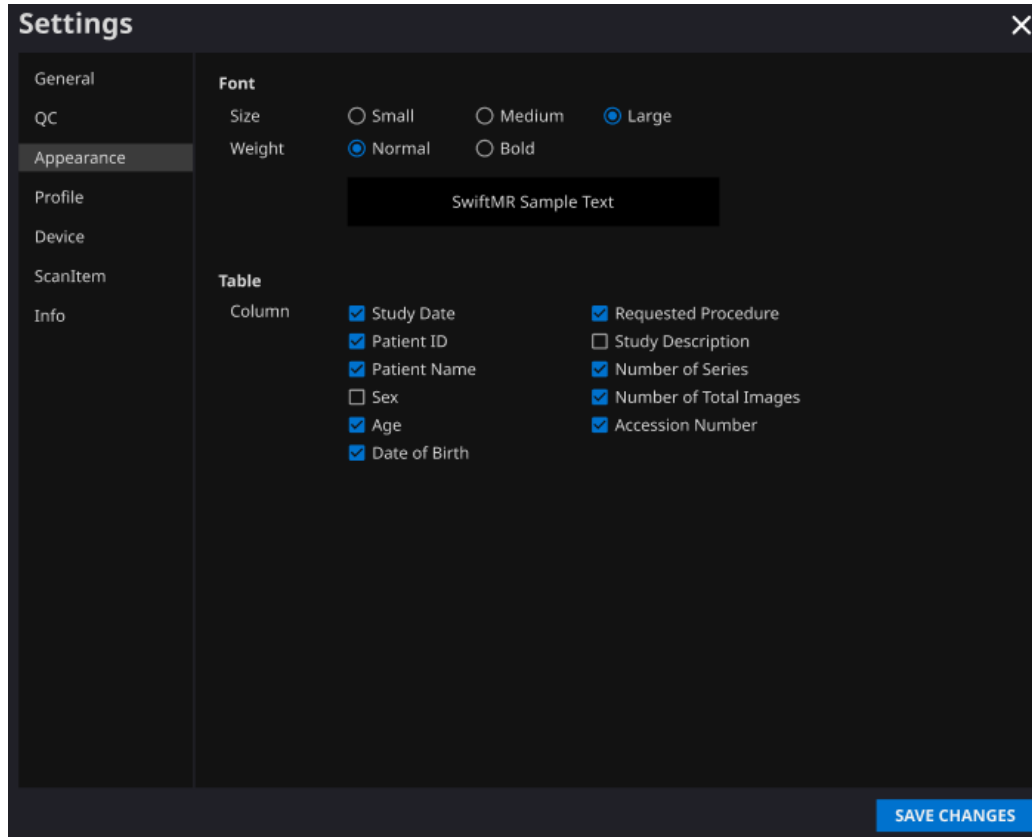 Settings
General
QC
Appearance
Profile
Device
ScanItem
Info
Font
Size Small Medium Large
Weight Normal Bold
SwiftMR Sample Text
Table
Column Study Date Requested Procedure
Patient ID Study Description
Patient Name Number of Series
Sex Number of Total Images
Age Accession Number
Date of Birth
SAVE CHANGES